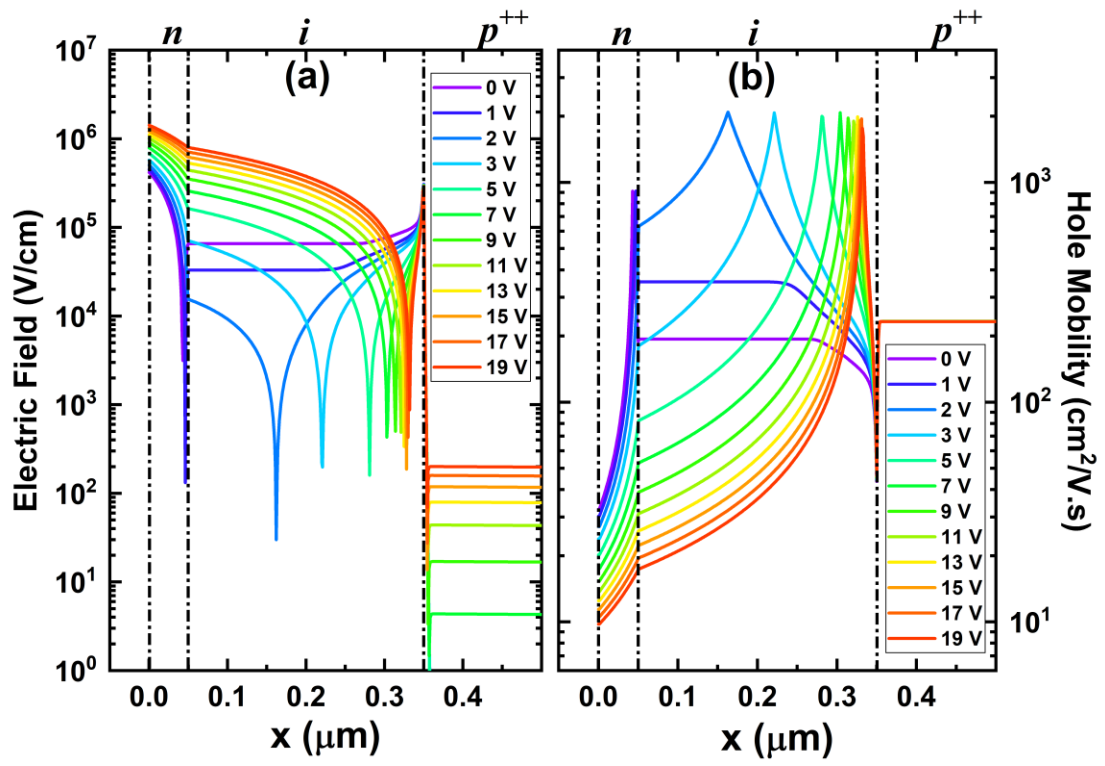 n i p++ n i p++
(a) (b)
Electric Field (V/cm)
10^7
10^6
10^5
10^4
10^3
10^2
10^1
10^0
0 V
1 V
2 V
3 V
5 V
7 V
9 V
11 V
13 V
15 V
17 V
19 V
0.0 0.1 0.2 0.3 0.4
x (μm)
Hole Mobility (cm^2/V.s)
10^3
10^2
10^1
0 V
1 V
2 V
3 V
5 V
7 V
9 V
11 V
13 V
15 V
17 V
19 V
0.0 0.1 0.2 0.3 0.4
x (μm)